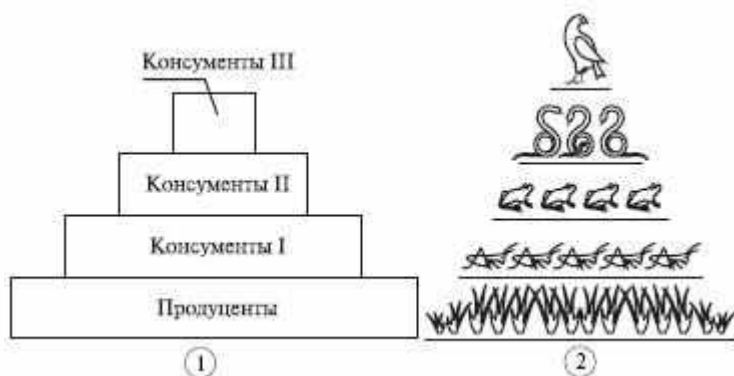 Консументы III
Консументы II
Консументы I
Продуценты
1
2